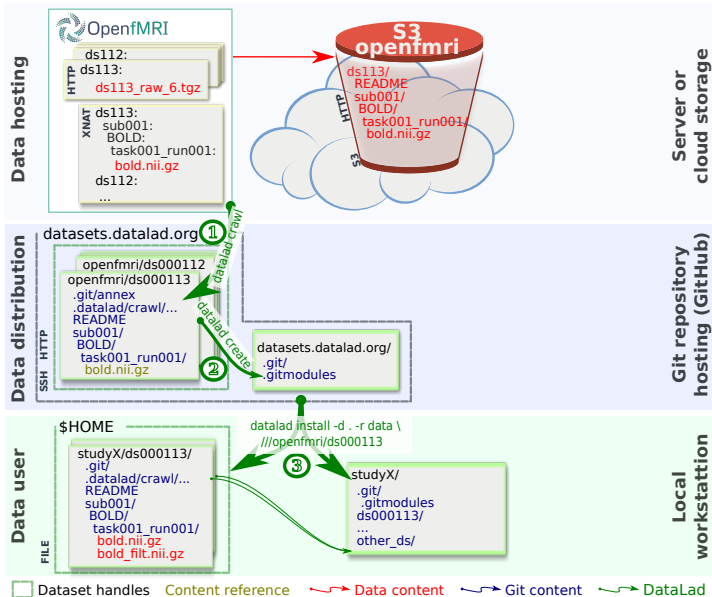 Data hosting
OpenfMRI
ds112:
HTTP
ds113:
ds113_raw_6.tgz
XNAT
ds113:
sub001:
BOLD:
task001_run001:
bold.nii.gz
ds112:
...
S3
openfmri
ds113/
README
sub001/
BOLD/
task001_run001/
bold.nii.gz
HTTP
S3
Server or
cloud storage
Data distribution
datasets.datalad.org
1
datalad crawl
openfmri/ds000112
openfmri/ds000113
.git/annex
.datalad/crawl/...
README
sub001/
BOLD/
task001_run001/
bold.nii.gz
SSH HTTP
datalad create
2
datasets.datalad.org/
.git/
.gitmodules
Git repository
hosting (GitHub)
Data user
$HOME
datalad install -d . -r data \
///openfmri/ds000113
3
studyX/ds000113/
.git/
.datalad/crawl/...
README
sub001/
BOLD/
task001_run001/
bold.nii.gz
bold_filt.nii.gz
FILE
studyX/
.git/
.gitmodules
ds000113/
...
other_ds/
Local
workstattion
Dataset handles
Content reference
Data content
Git content
DataLad